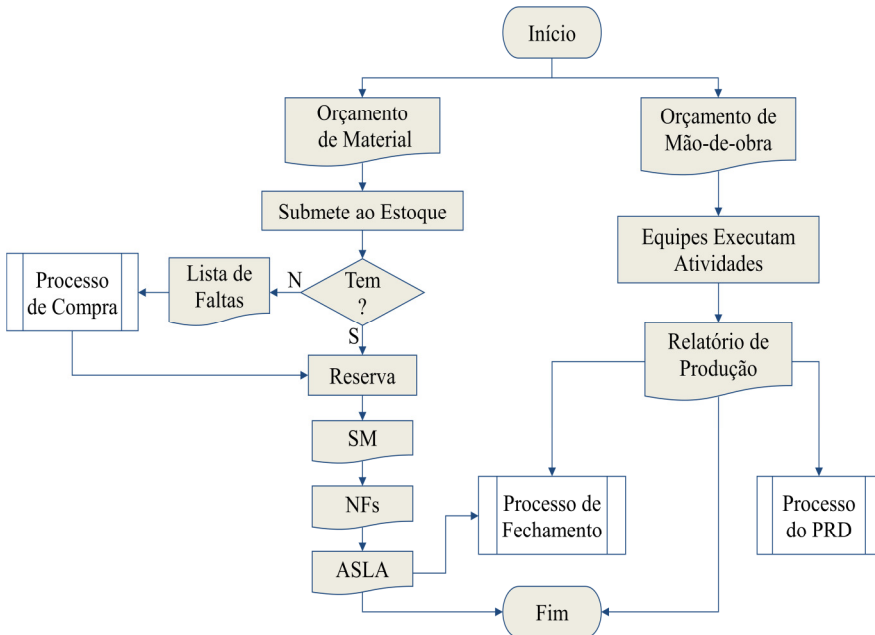 Início
Orçamento
de Material
Orçamento de
Mão-de-obra
Submete ao Estoque
Equipes Executam
Atividades
Processo
de Compra
Lista de
Faltas
N
Tem
?
S
Relatório de
Produção
Reserva
SM
NFs
Processo de
Fechamento
Processo
do PRD
ASLA
Fim